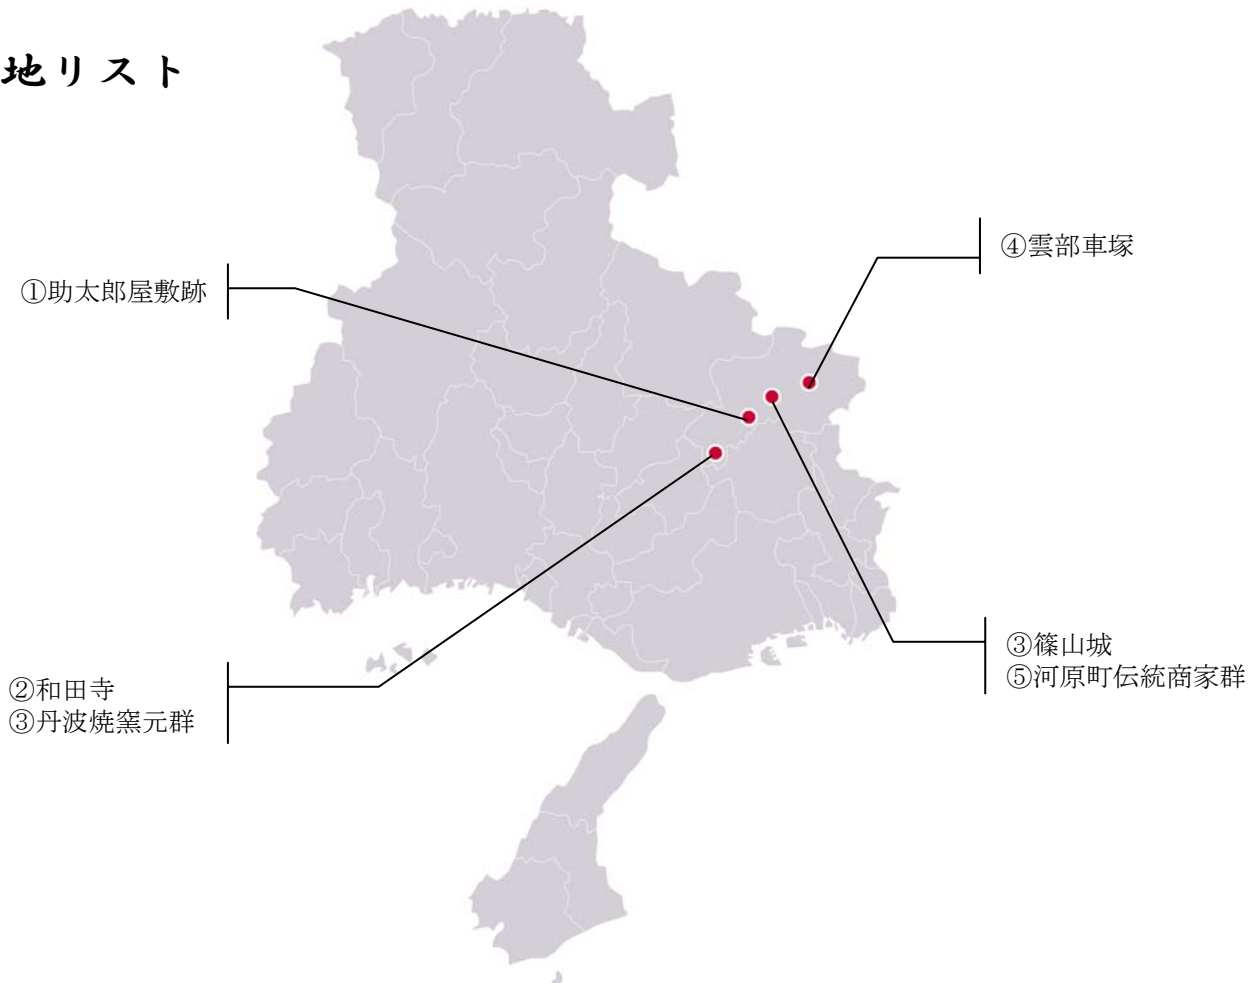 地リスト
④雲部車塚
①助太郎屋敷跡
③篠山城
⑤河原町伝統商家群
②和田寺
③丹波焼窯元群